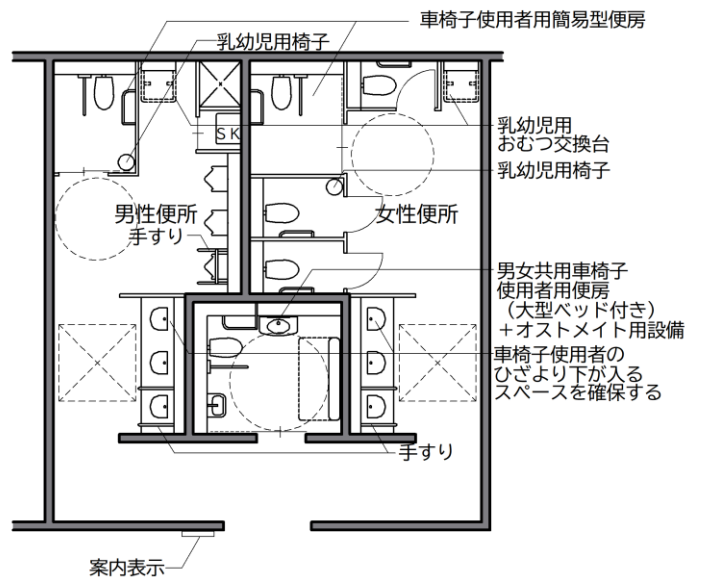 車椅子使用者用簡易型便房
乳幼児用椅子
SK
乳幼児用
おむつ交換台
乳幼児用椅子
男性便所
女性便所
手すり
男女共用車椅子
使用者用便房
(大型ベッド付き)
+オストメイト用設備
車椅子使用者の
ひざより下が入る
スペースを確保する
手すり
案内表示